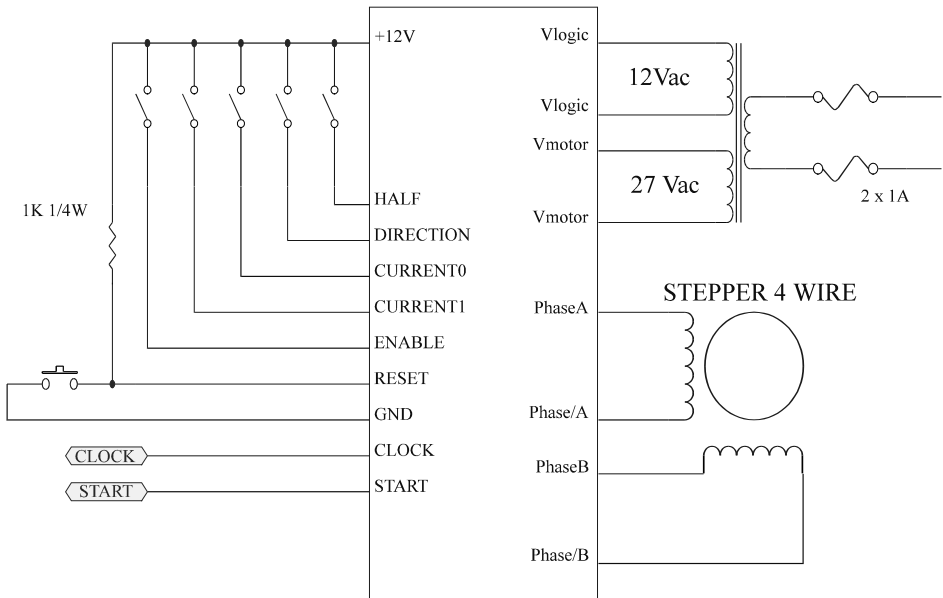 +12V
HALF
1K 1/4W
DIRECTION
CURRENT0
CURRENT1
ENABLE
RESET
GND
CLOCK
CLOCK
START
START
Vlogic
12Vac
Vlogic
Vmotor
27 Vac
Vmotor
2 x 1A
STEPPER 4 WIRE
PhaseA
Phase/A
PhaseB
Phase/B